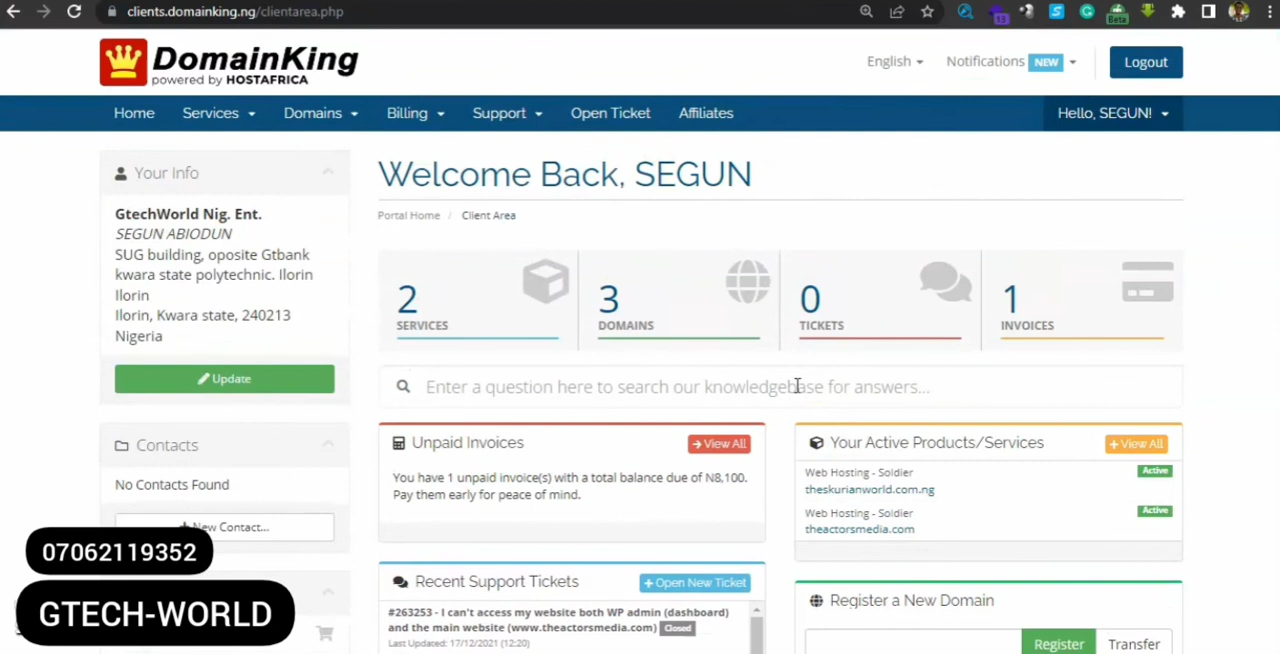 clients.domainking.ng/clientarea.php
13
Beta
DomainKing
powered by HOSTAFRICA
English
Notifications NEW
Logout
Home
Services
Domains
Billing
Support
Open Ticket
Affiliates
Hello, SEGUN!
Your Info
GtechWorld Nig. Ent.
SEGUN ABIODUN
SUG building, oposite Gtbank
kwara state polytechnic. Ilorin
Ilorin
Ilorin, Kwara state, 240213
Nigeria
Update
Contacts
No Contacts Found
New Contact...
07062119352
GTECH-WORLD
Welcome Back, SEGUN
Portal Home / Client Area
2
SERVICES
3
DOMAINS
0
TICKETS
1
INVOICES
Enter a question here to search our knowledgebase for answers...
Unpaid Invoices
View All
You have 1 unpaid invoice(s) with a total balance due of N8,100.
Pay them early for peace of mind.
Your Active Products/Services
+ View All
Web Hosting - Soldier
Active
theskurianworld.com.ng
Web Hosting - Soldier
Active
theactorsmedia.com
Recent Support Tickets
+ Open New Ticket
#263253 - I can't access my website both WP admin (dashboard)
and the main website (www.theactorsmedia.com) Closed
Last Updated: 17/12/2021 (12:20)
Register a New Domain
Register
Transfer